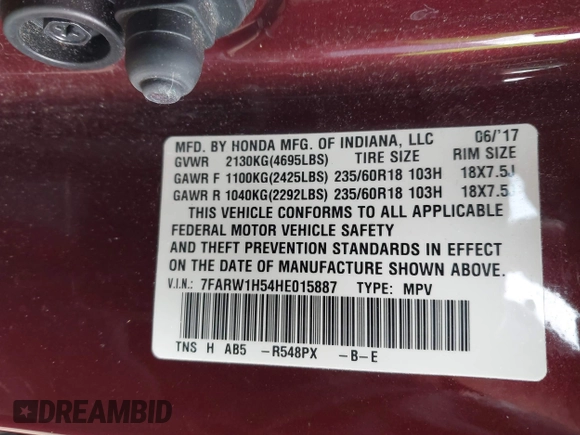 MFD. BY HONDA MFG. OF INDIANA, LLC 06/'17
GVWR 2130KG(4695LBS) TIRE SIZE RIM SIZE
GAWR F 1100KG(2425LBS) 235/60R18 103H 18X7.5J
GAWR R 1040KG(2292LBS) 235/60R18 103H 18X7.5J
THIS VEHICLE CONFORMS TO ALL APPLICABLE
FEDERAL MOTOR VEHICLE SAFETY
AND THEFT PREVENTION STANDARDS IN EFFECT
ON THE DATE OF MANUFACTURE SHOWN ABOVE.
V.I.N.: 7FARW1H54HE015887 TYPE: MPV
TNS H AB5 -R548PX -B-E
DREAMBID